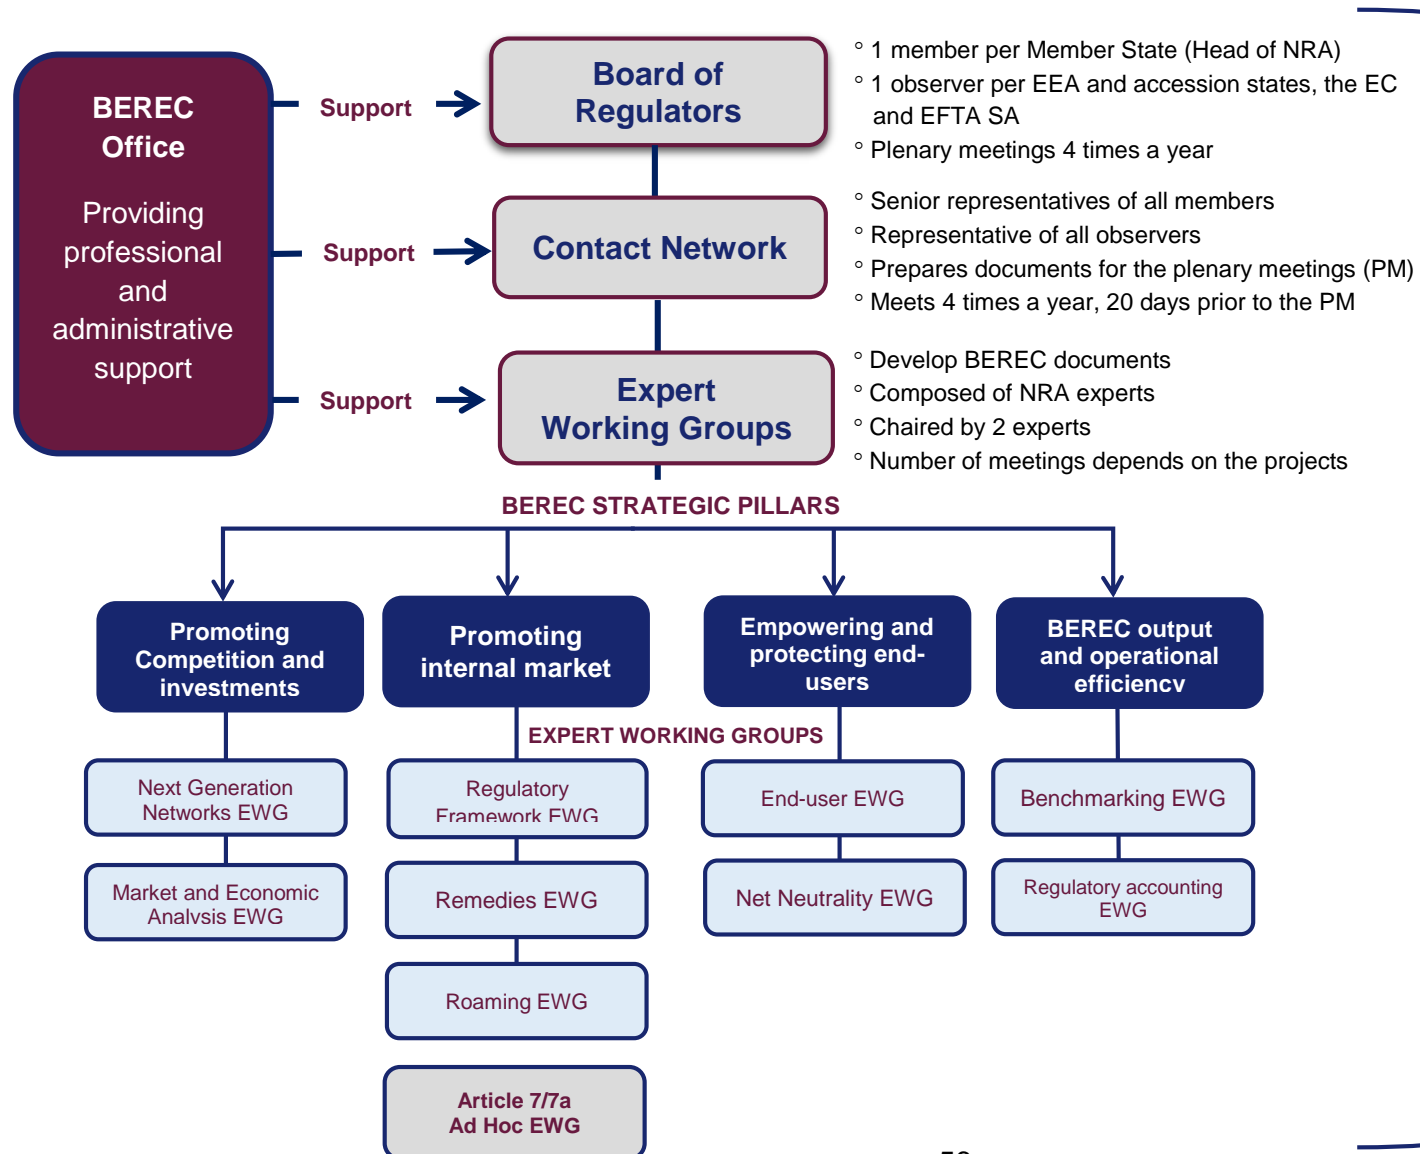 BEREC
Office
Providing
professional
and
administrative
support
Support
Support
Support
Board of
Regulators
Contact Network
Expert
Working Groups
° 1 member per Member State (Head of NRA)
° 1 observer per EEA and accession states, the EC
and EFTA SA
° Plenary meetings 4 times a year
° Senior representatives of all members
° Representative of all observers
° Prepares documents for the plenary meetings (PM)
° Meets 4 times a year, 20 days prior to the PM
° Develop BEREC documents
° Composed of NRA experts
° Chaired by 2 experts
° Number of meetings depends on the projects
BEREC STRATEGIC PILLARS
Promoting
Competition and
investments
Promoting
internal market
Empowering and
protecting end-
users
BEREC output
and operational
efficiency
EXPERT WORKING GROUPS
Next Generation
Networks EWG
Market and Economic
Analysis EWG
Regulatory
Framework EWG
Remedies EWG
Roaming EWG
Article 7/7a
Ad Hoc EWG
End-user EWG
Net Neutrality EWG
Benchmarking EWG
Regulatory accounting
EWG